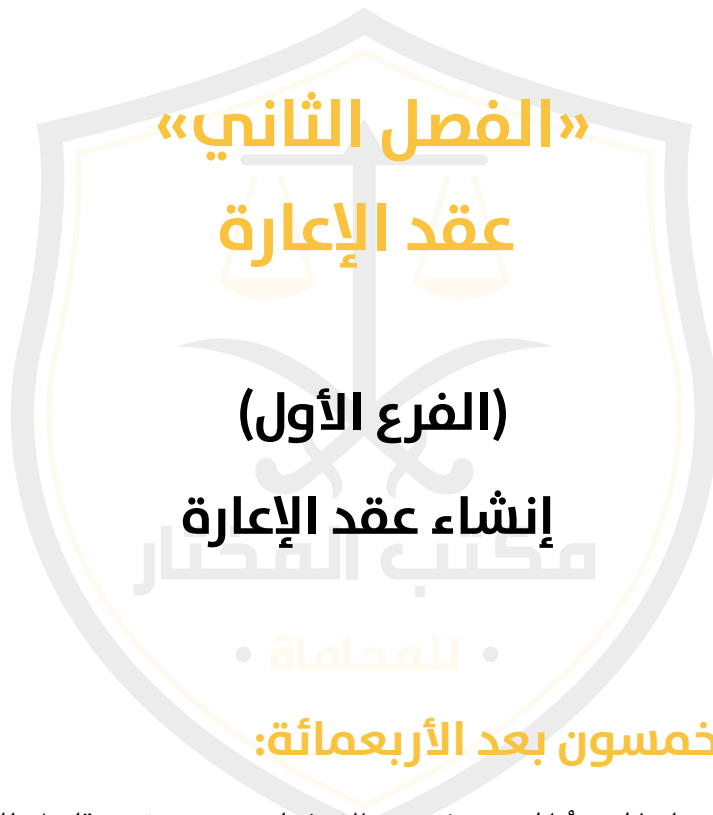 «الفصل الثاني»
عقد الإعارة
(الفرع الأول)
إنشاء عقد الإعارة
مكتب المختار
• للمحاماة •
خمسون بعد الأربعمائة: